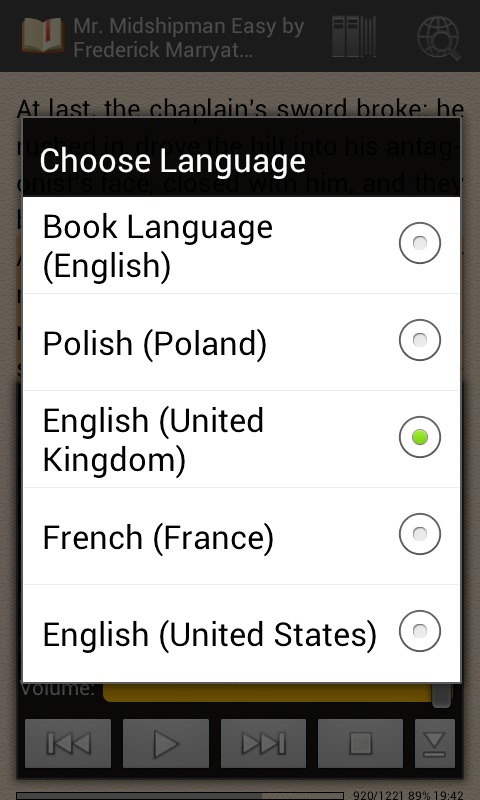 Mr. Midshipman Easy by
Frederick Marryat...
At last, the chaplain's sword broke; he
rushed in, drove the hilt into his antag-
onist's face, closed with him, and they
Choose Language
Book Language
(English)
Polish (Poland)
English (United
Kingdom)
French (France)
English (United States)
Volume:
920/1221 89% 19:42